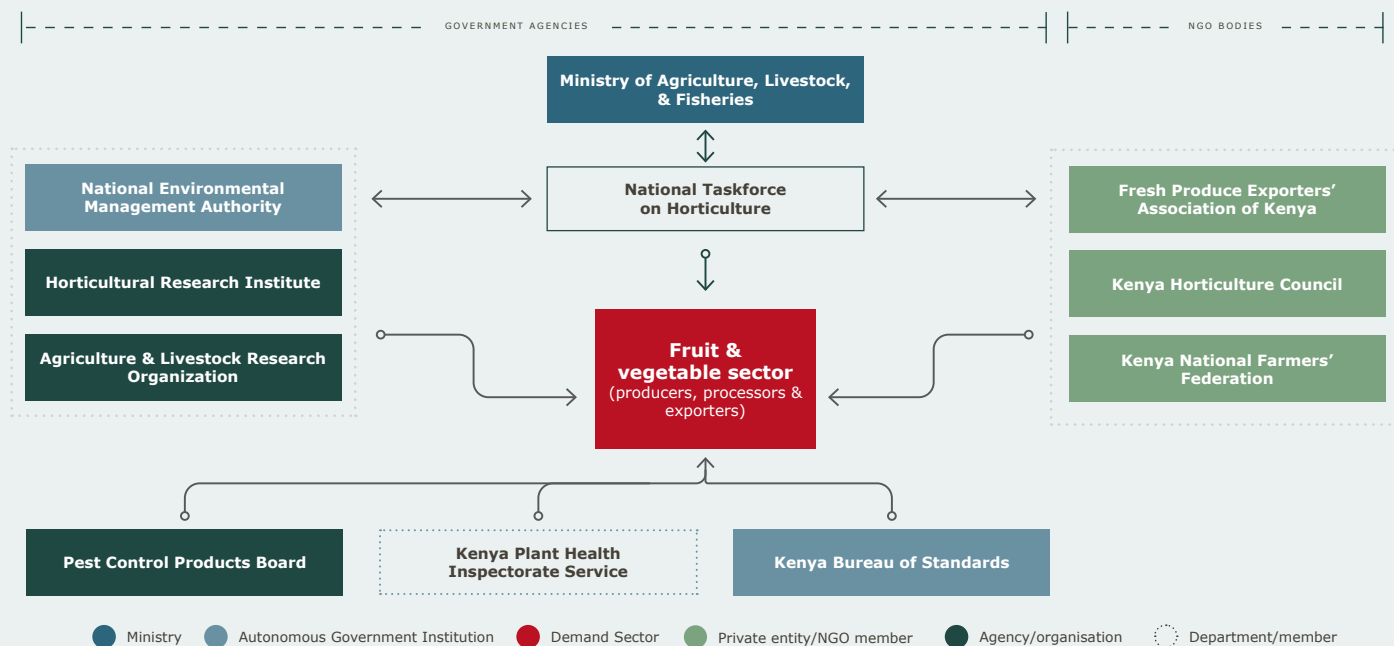 GOVERNMENT AGENCIES
NGO BODIES
Ministry of Agriculture, Livestock,
& Fisheries
National Environmental
Management Authority
National Taskforce
on Horticulture
Fresh Produce Exporters’
Association of Kenya
Horticultural Research Institute
Kenya Horticulture Council
Agriculture & Livestock Research
Organization
Fruit &
vegetable sector
(producers, processors &
exporters)
Kenya National Farmers’
Federation
Pest Control Products Board
Kenya Plant Health
Inspectorate Service
Kenya Bureau of Standards
Ministry
Autonomous Government Institution
Demand Sector
Private entity/NGO member
Agency/organisation
Department/member